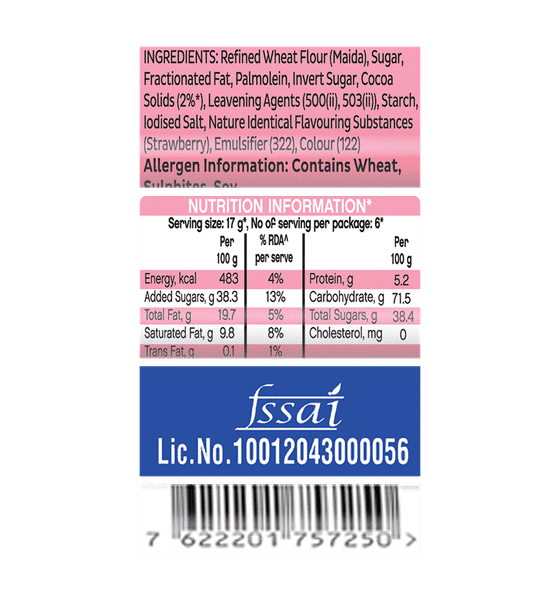 INGREDIENTS: Refined Wheat Flour (Maida), Sugar,
Fractionated Fat, Palmolein, Invert Sugar, Cocoa
Solids (2%*), Leavening Agents (500(ii), 503(ii)), Starch,
Iodised Salt, Nature Identical Flavouring Substances
(Strawberry), Emulsifier (322), Colour (122)
Allergen Information: Contains Wheat,
Sulphites, Soy
NUTRITION INFORMATION*
Serving size: 17 g*, No of serving per package: 6*
Per 100 g % RDA^ per serve Per 100 g
Energy, kcal 483 4% Protein, g 5.2
Added Sugars, g 38.3 13% Carbohydrate, g 71.5
Total Fat, g 19.7 5% Total Sugars, g 38.4
Saturated Fat, g 9.8 8% Cholesterol, mg 0
Trans Fat, g 0.1 1%
fssai
Lic.No.10012043000056
7 622201 757250 >